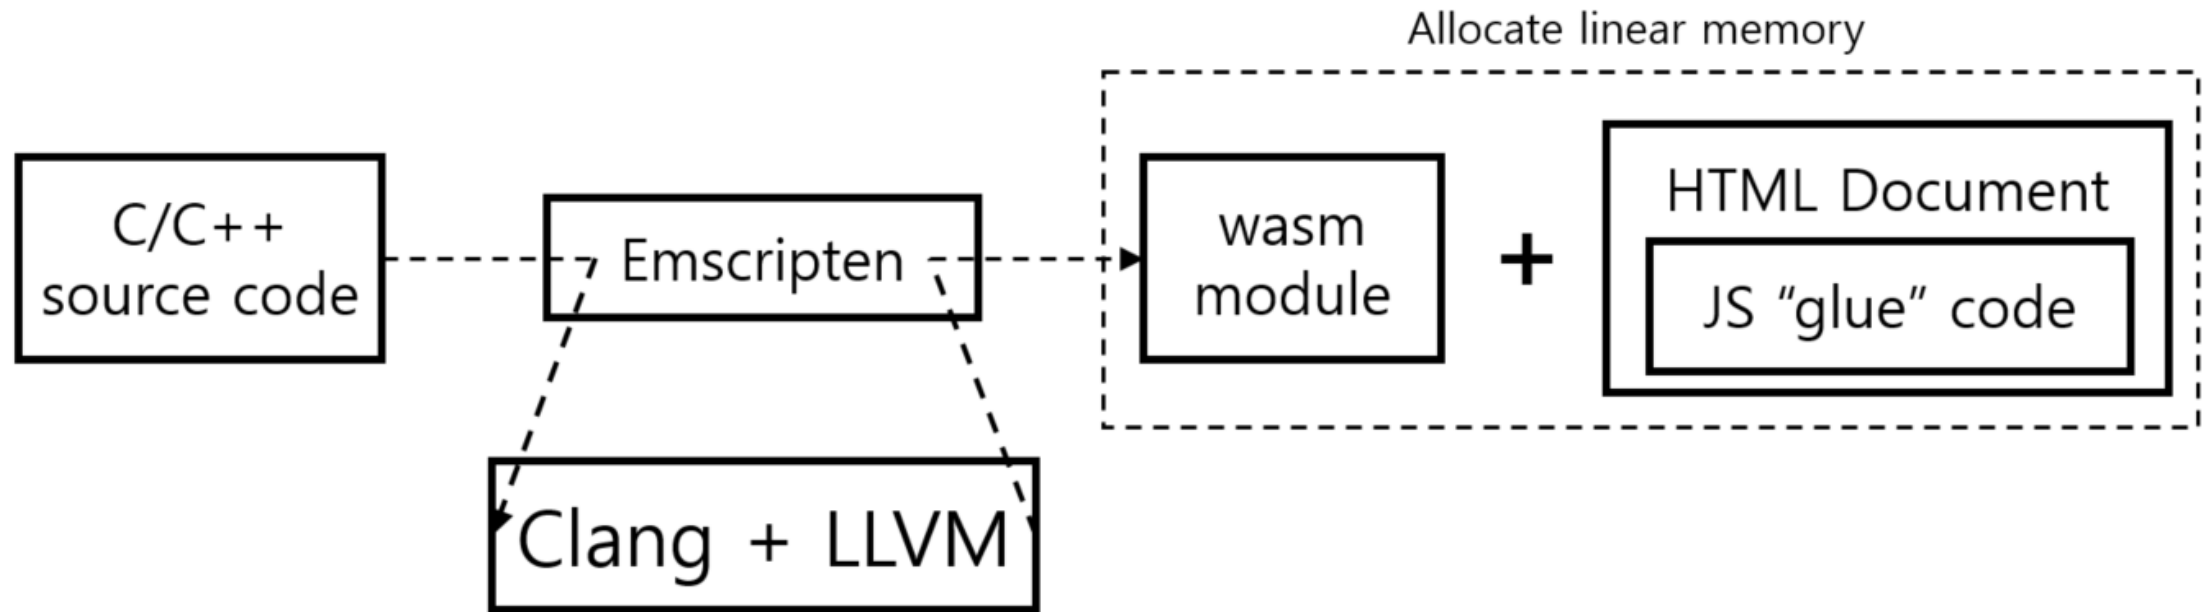 Allocate linear memory
C/C++
source code
Emscripten
wasm
module
+
HTML Document
JS “glue” code
Clang + LLVM